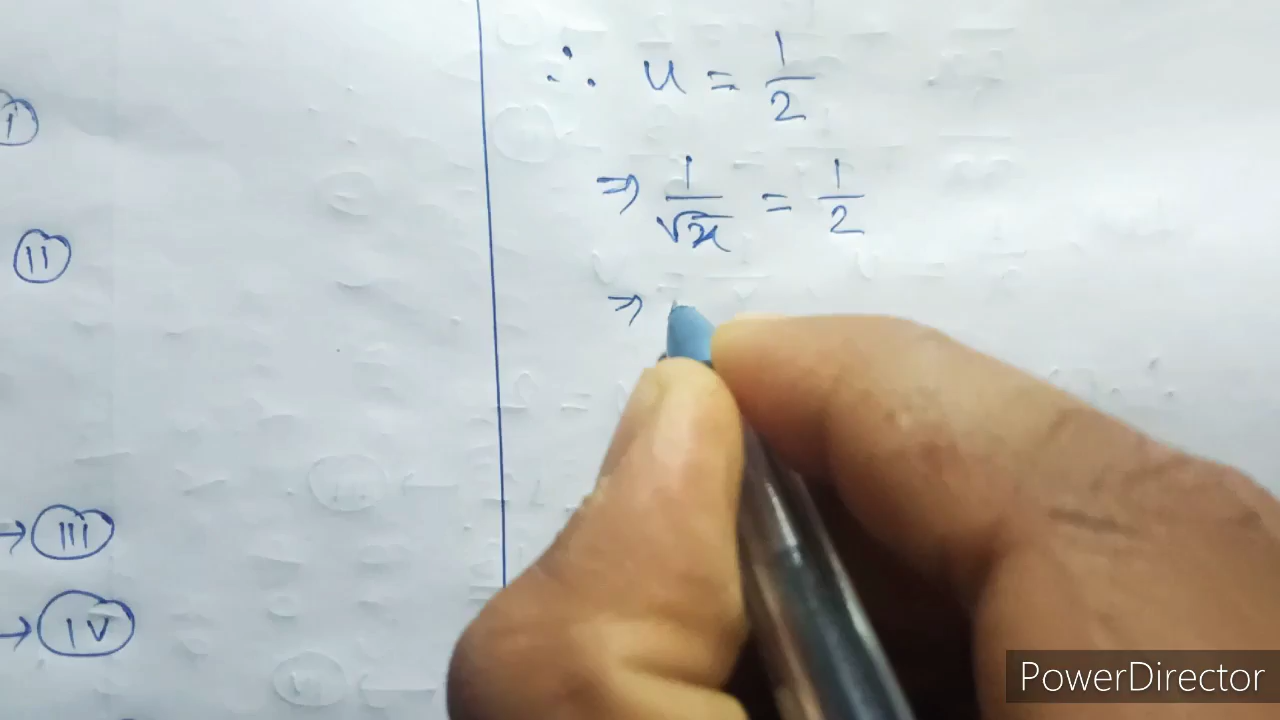 I
II
→ III
→ IV
∴ u = 1/2
⇒ 1/√x = 1/2
⇒
PowerDirector